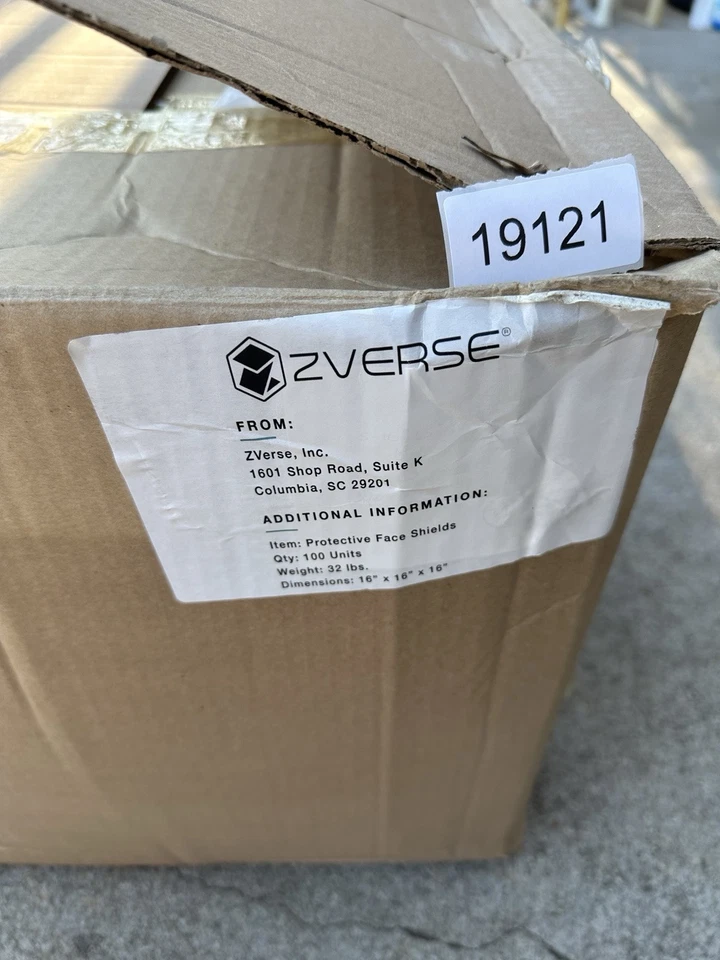 19121
ZVERSE®
FROM:
ZVerse, Inc.
1601 Shop Road, Suite K
Columbia, SC 29201
ADDITIONAL INFORMATION:
Item: Protective Face Shields
Qty: 100 Units
Weight: 32 lbs.
Dimensions: 16" x 16" x 16"